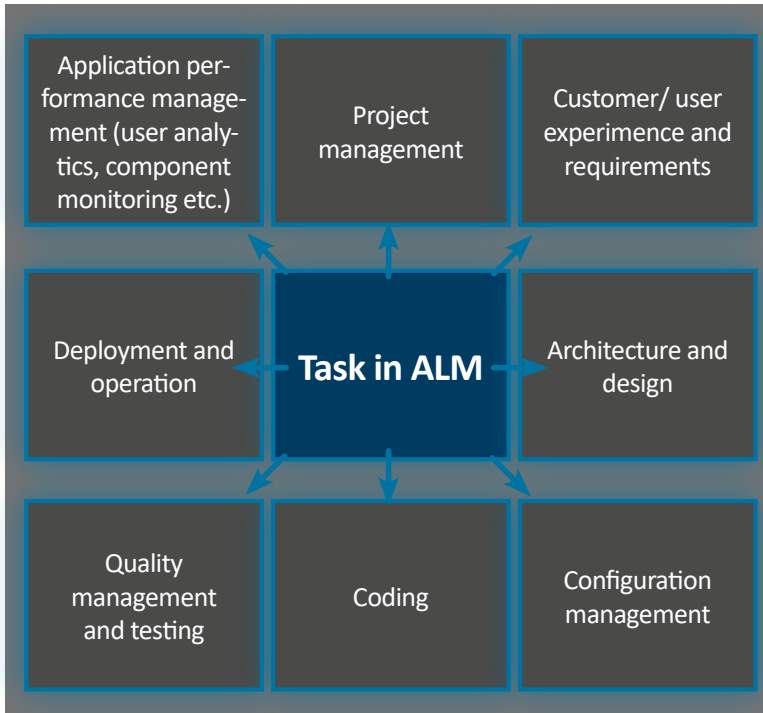 Application per-
formance manage-
ment (user analy-
tics, component
monitoring etc.)
Project
management
Customer/ user
experimence and
requirements
Deployment and
operation
Task in ALM
Architecture and
design
Quality
management
and testing
Coding
Configuration
management